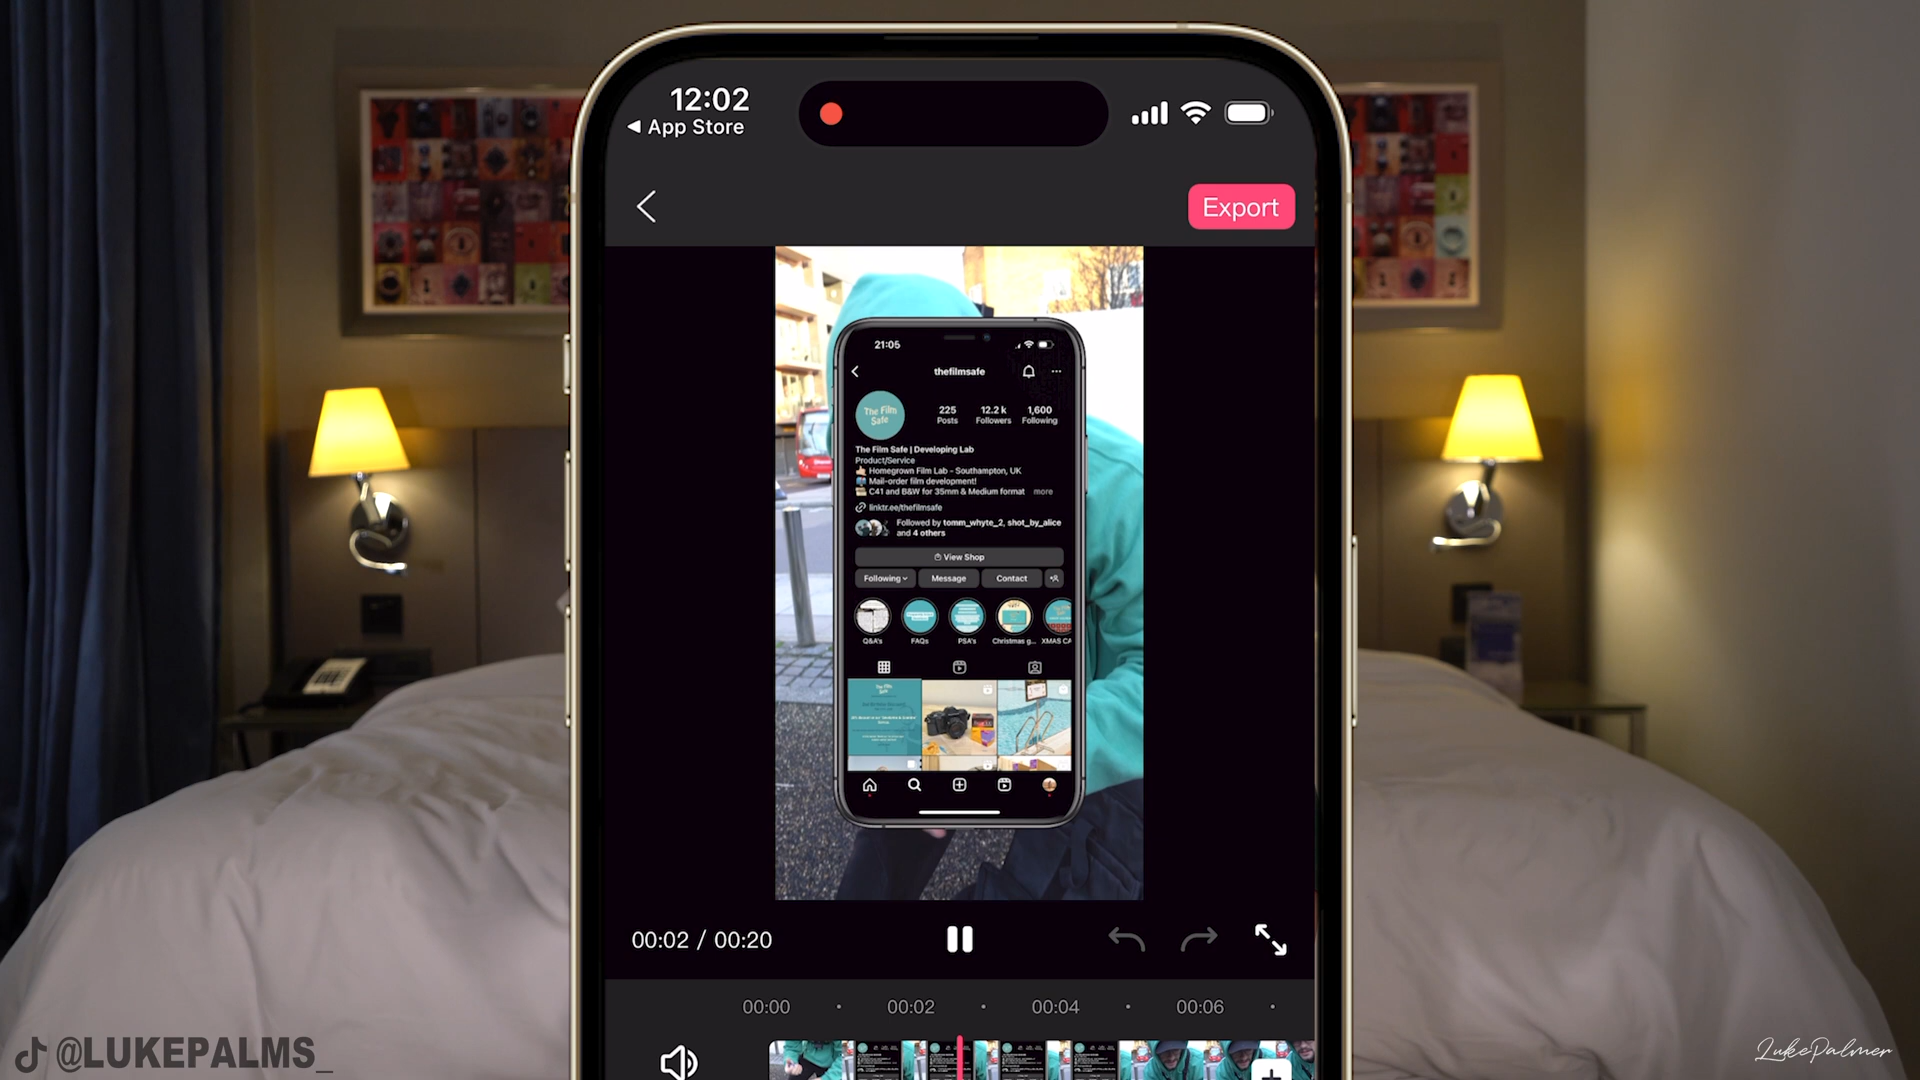 12:02
App Store
Export
21:05
thefilmsafe
The Film
Safe
225
Posts
12.2 k
Followers
1,600
Following
The Film Safe | Developing Lab
Product/Service
Homegrown Film Lab - Southampton, UK
Mail-order film development!
C41 and B&W for 35mm & Medium format more
linktr.ee/thefilmsafe
Followed by tomm_whyte_2, shot_by_alice
and 4 others
View Shop
Following
Message
Contact
Q&A's
FAQs
PSA's
Christmas g...
XMAS CA
The Film
Safe
00:02 / 00:20
00:00
00:02
00:04
00:06
@LUKEPALMS_
LukePalmer